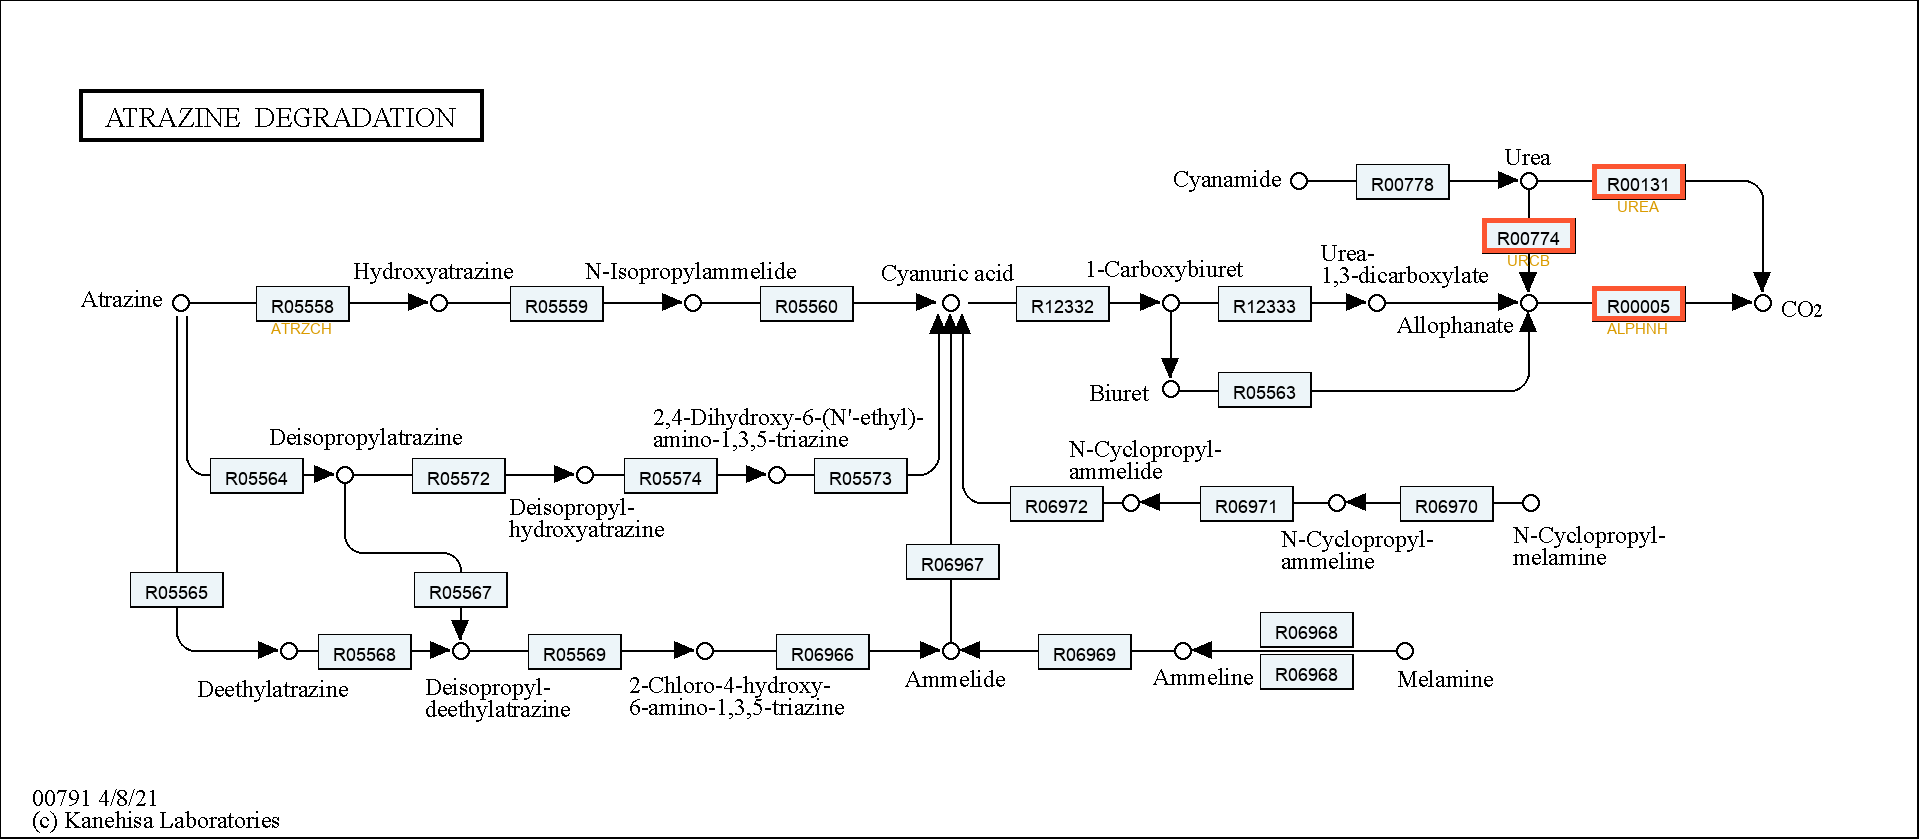 ATRAZINE DEGRADATION
Urea
Cyanamide
R00778
R00131
UREA
R00774
URCB
Urea-
1,3-dicarboxylate
Hydroxyatrazine
N-Isopropylammelide
Cyanuric acid
1-Carboxybiuret
Atrazine
R05558
ATRZCH
R05559
R05560
R12332
R12333
Allophanate
R00005
ALPHNH
CO2
Biuret
R05563
2,4-Dihydroxy-6-(N'-ethyl)-
amino-1,3,5-triazine
Deisopropylatrazine
R05564
R05572
R05574
R05573
Deisopropyl-
hydroxyatrazine
N-Cyclopropyl-
ammelide
R06972
R06971
R06970
N-Cyclopropyl-
ammeline
N-Cyclopropyl-
melamine
R06967
R05565
R05567
R05568
R05569
R06966
R06969
R06968
R06968
Deethylatrazine
Deisopropyl-
deethylatrazine
2-Chloro-4-hydroxy-
6-amino-1,3,5-triazine
Ammelide
Ammeline
Melamine
00791 4/8/21
(c) Kanehisa Laboratories